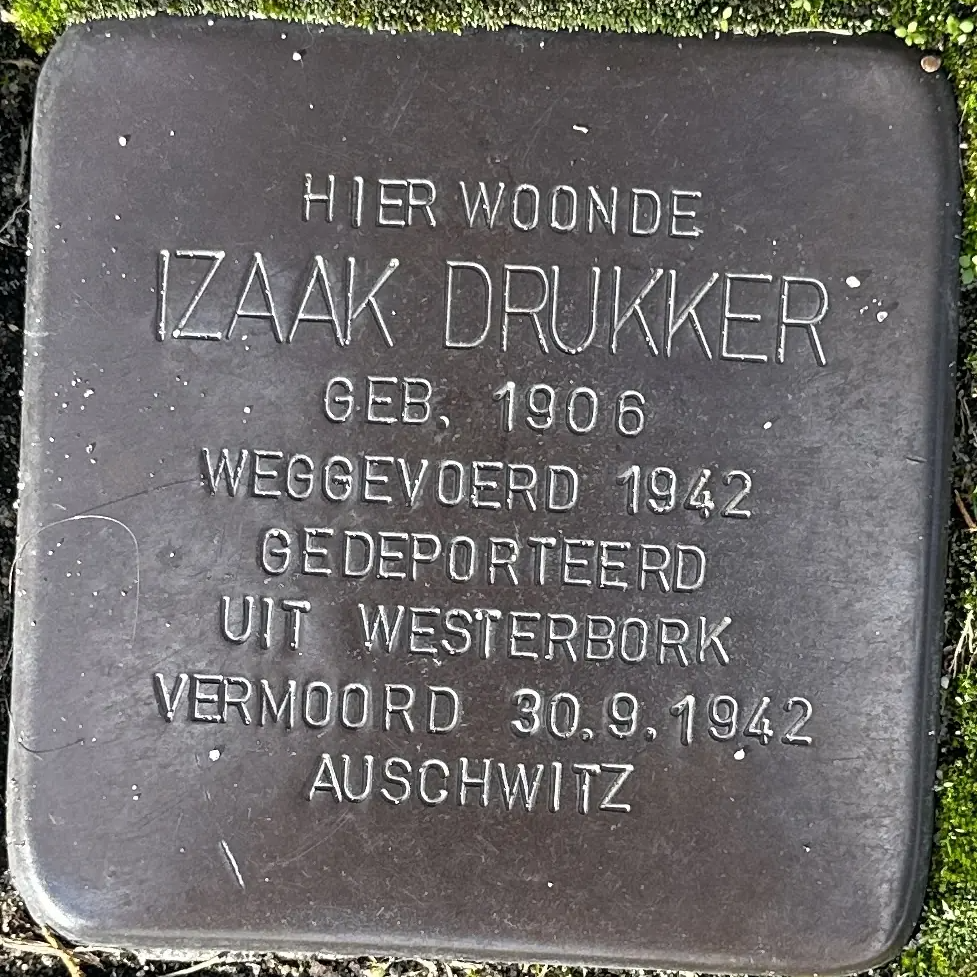 HIER WOONDE
IZAAK DRUKKER
GEB. 1906
WEGGEVOERD 1942
GEDEPORTEERD
UIT WESTERBORK
VERMOORD 30.9.1942
AUSCHWITZ